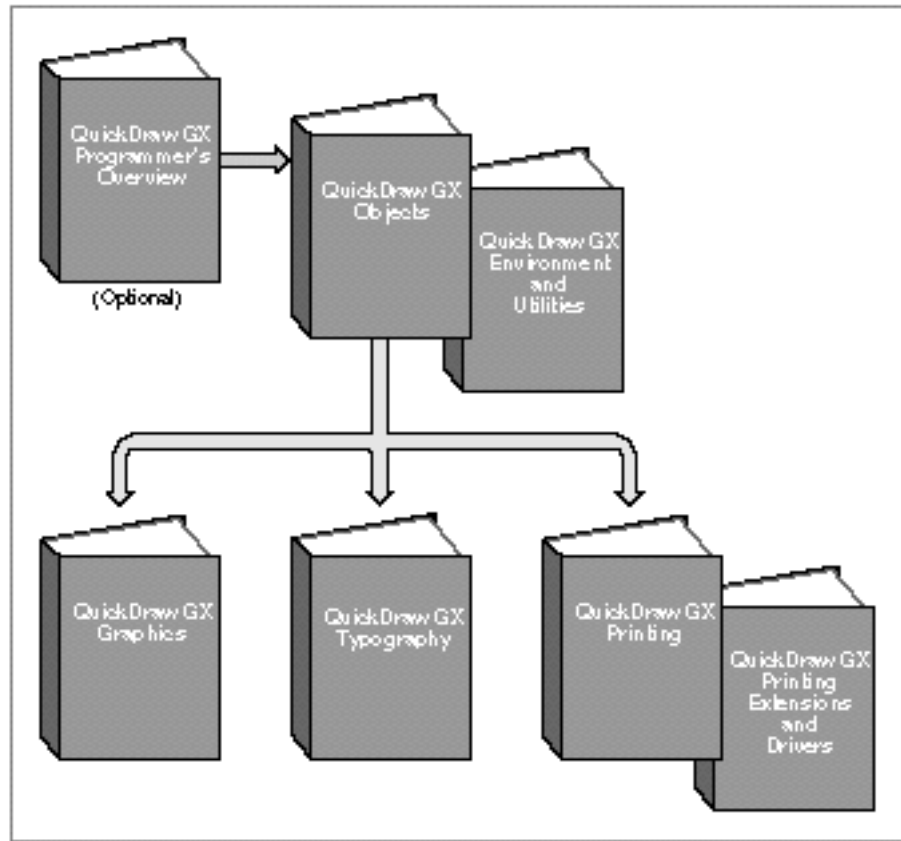 QuickDraw GX
Programmer's
Overview
(Optional)
QuickDraw GX
Objects
QuickDraw GX
Environment
and
Utilities
QuickDraw GX
Graphics
QuickDraw GX
Typography
QuickDraw GX
Printing
QuickDraw GX
Printing
Extensions
and
Drivers